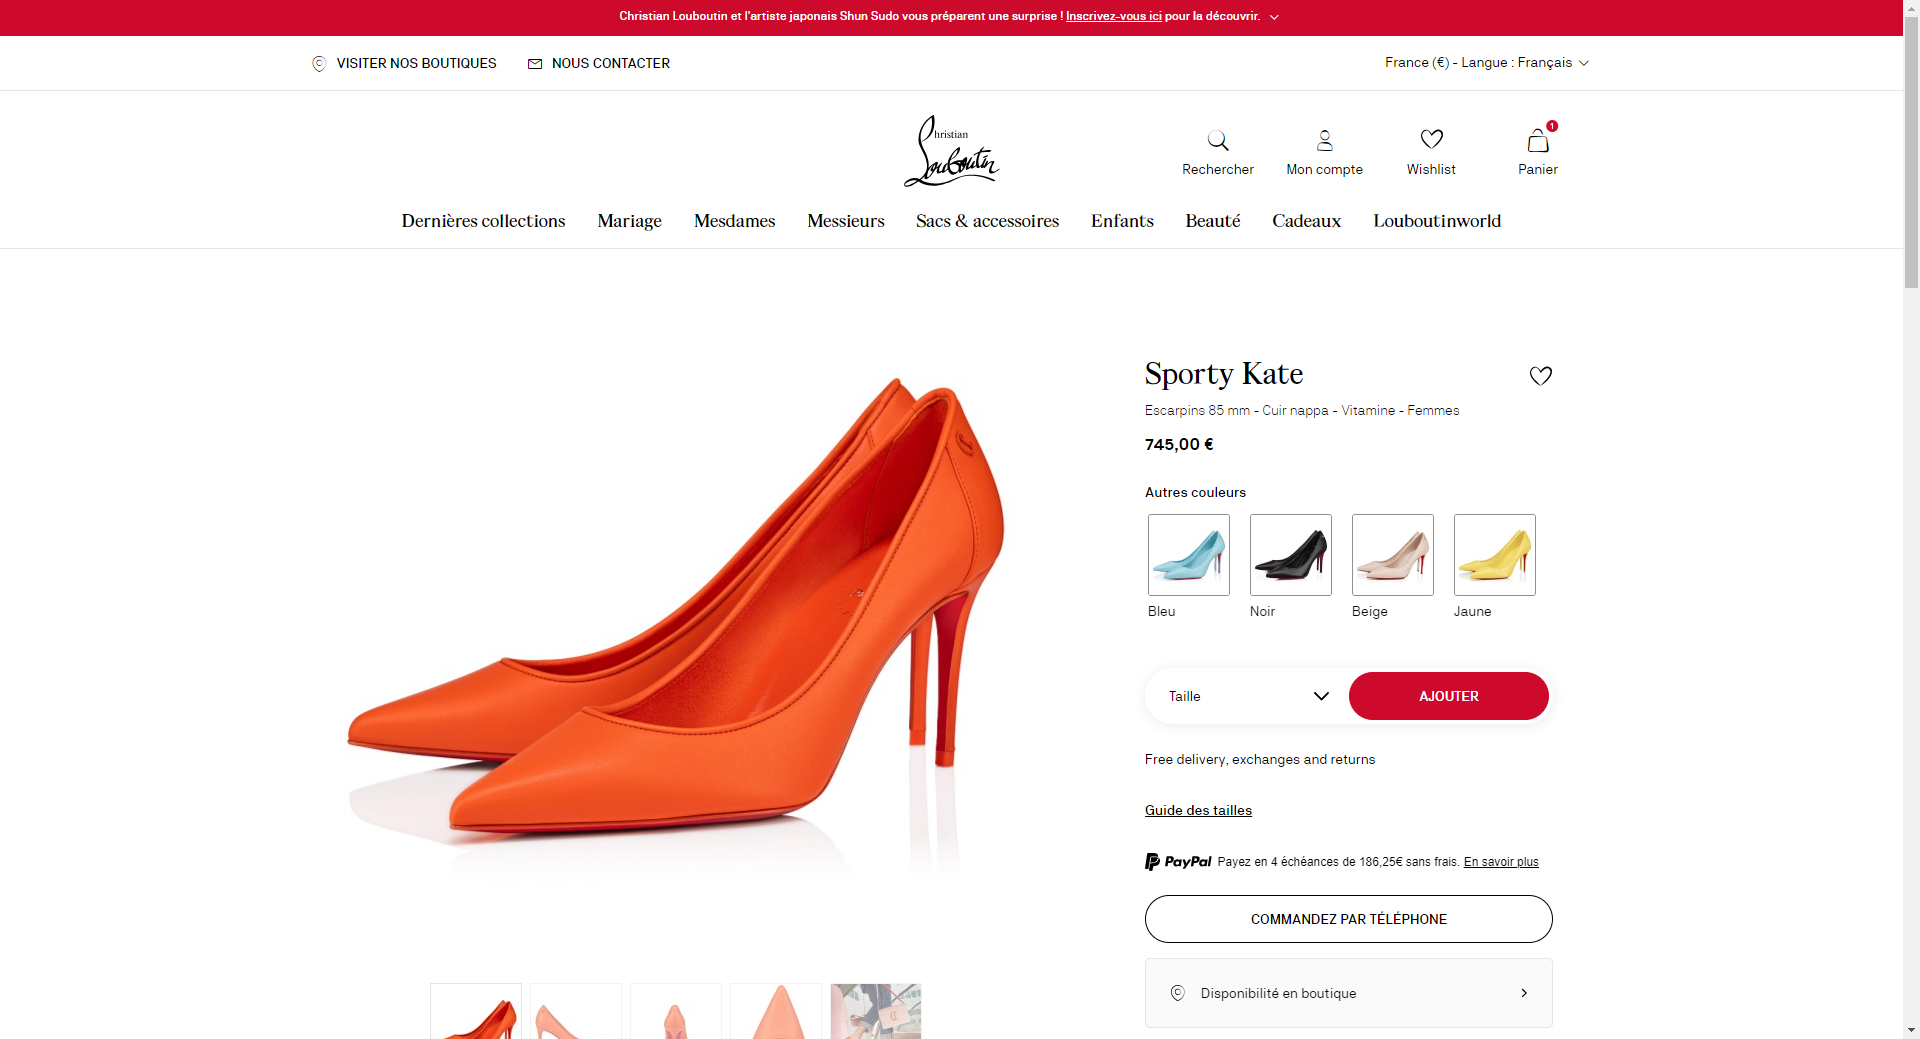 Christian Louboutin et l'artiste japonais Shun Sudo vous préparent une surprise ! Inscrivez-vous ici pour la découvrir.
VISITER NOS BOUTIQUES
NOUS CONTACTER
France (€) - Langue : Français
Christian
Louboutin
Rechercher
Mon compte
Wishlist
1
Panier
Dernières collections
Mariage
Mesdames
Messieurs
Sacs & accessoires
Enfants
Beauté
Cadeaux
Louboutinworld
Sporty Kate
Escarpins 85 mm - Cuir nappa - Vitamine - Femmes
745,00 €
Autres couleurs
Bleu
Noir
Beige
Jaune
Taille
AJOUTER
Free delivery, exchanges and returns
Guide des tailles
PayPal Payez en 4 échéances de 186,25€ sans frais. En savoir plus
COMMANDEZ PAR TÉLÉPHONE
Disponibilité en boutique